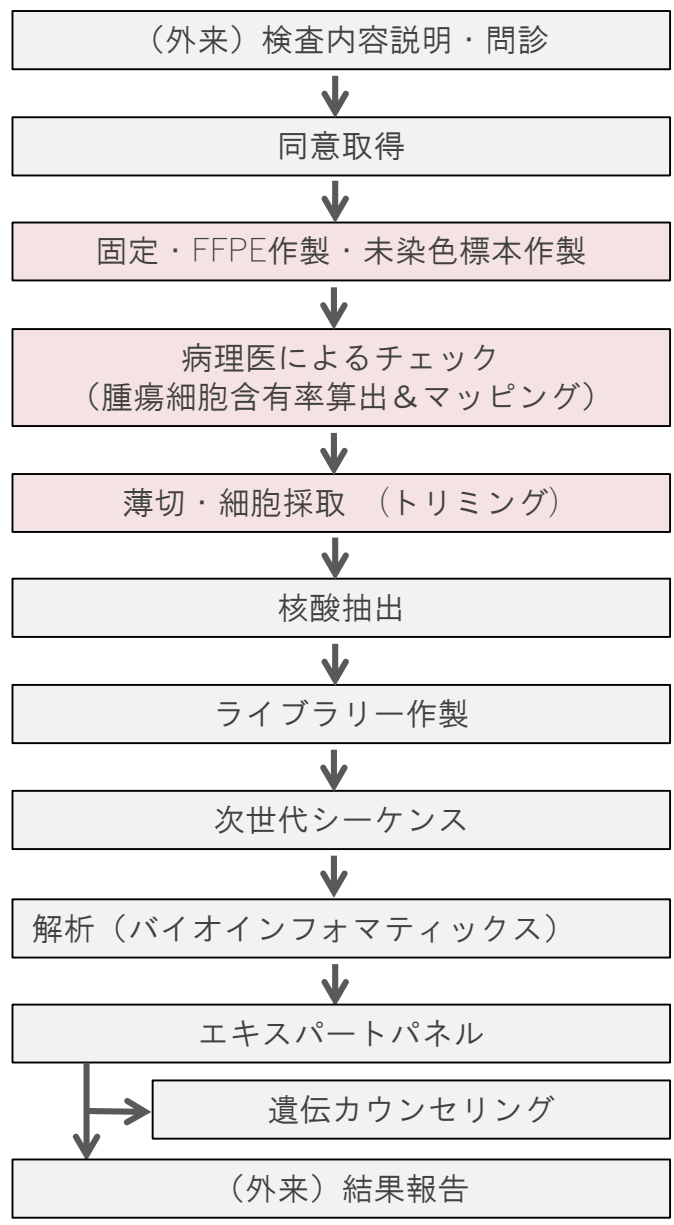 （外来）検査内容説明・問診
同意取得
固定・FFPE作製・未染色標本作製
病理医によるチェック
（腫瘍細胞含有率算出＆マッピング）
薄切・細胞採取 （トリミング）
核酸抽出
ライブラリー作製
次世代シーケンス
解析（バイオインフォマティックス）
エキスパートパネル
遺伝カウンセリング
（外来）結果報告